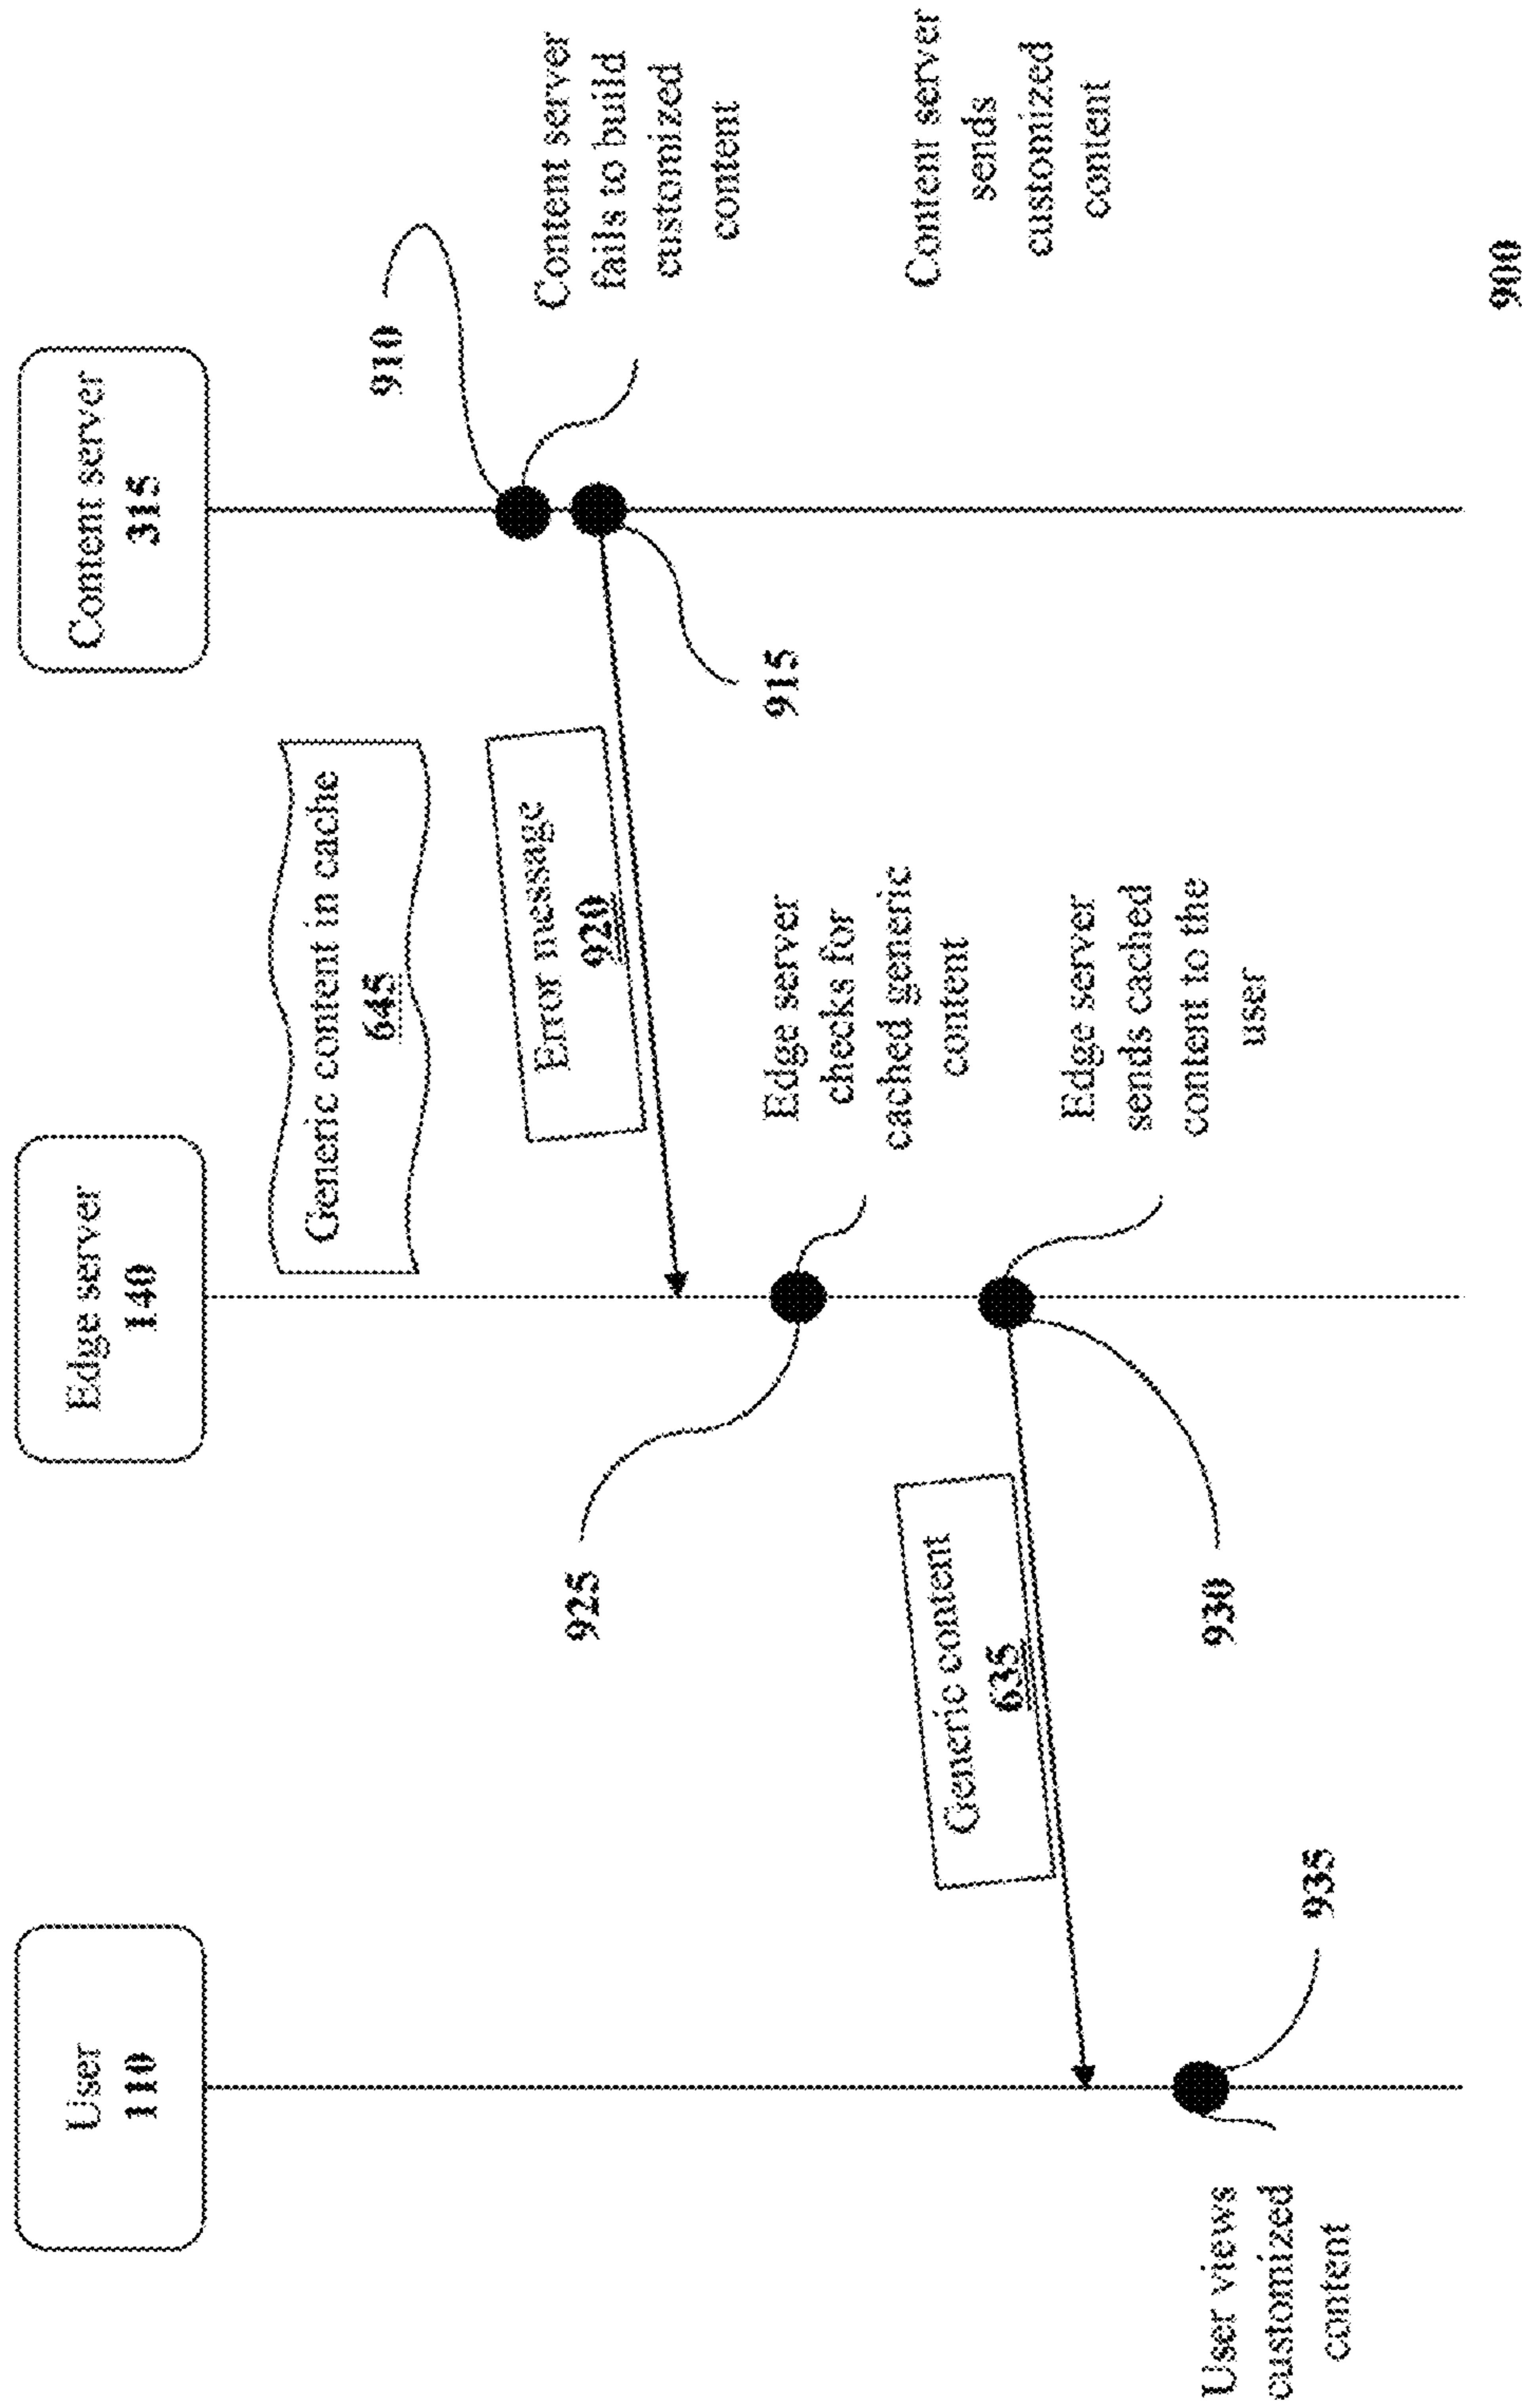 User
110
Edge server
140
Content server
315
Generic content in cache
645
910
Content server
fails to build
customized
content
Error message
920
915
925
Edge server
checks for
cached generic
content
Content server
sends
customized
content
Generic content
635
930
Edge server
sends cached
content to the
user
User views
customized
content
935
900